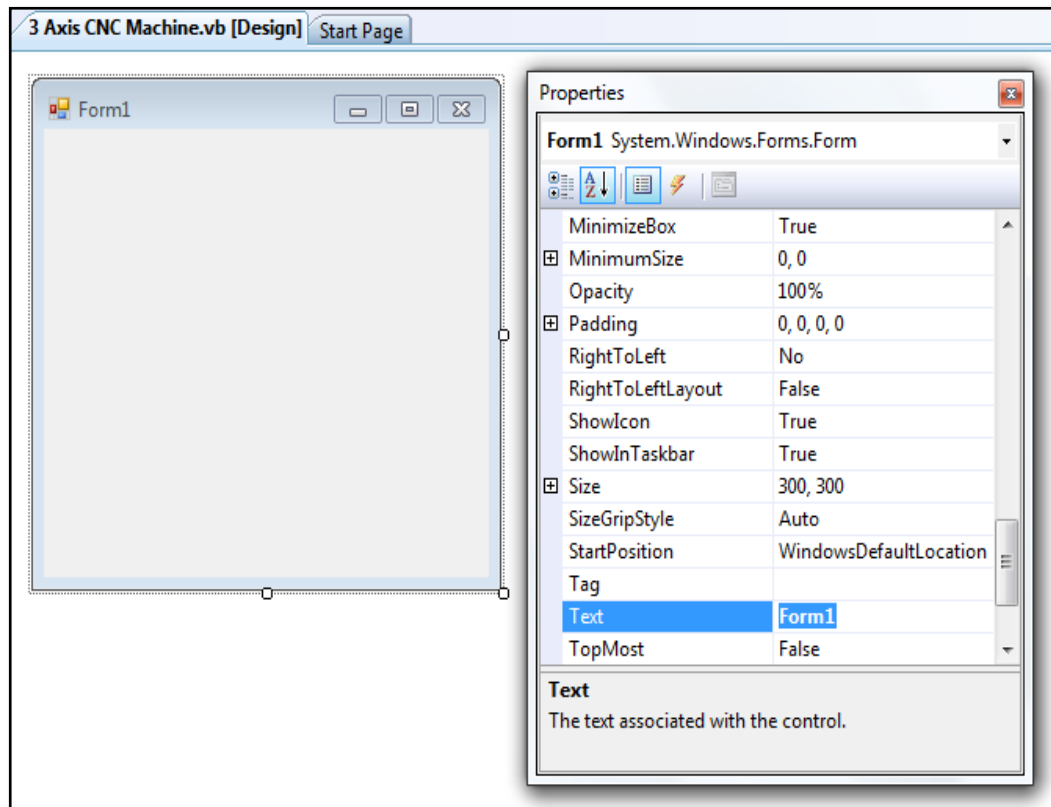 3 Axis CNC Machine.vb [Design] Start Page
Form1
Properties
Form1 System.Windows.Forms.Form
A
Z
MinimizeBox True
MinimumSize 0, 0
Opacity 100%
Padding 0, 0, 0, 0
RightToLeft No
RightToLeftLayout False
ShowIcon True
ShowInTaskbar True
Size 300, 300
SizeGripStyle Auto
StartPosition WindowsDefaultLocation
Tag
Text Form1
TopMost False
Text
The text associated with the control.